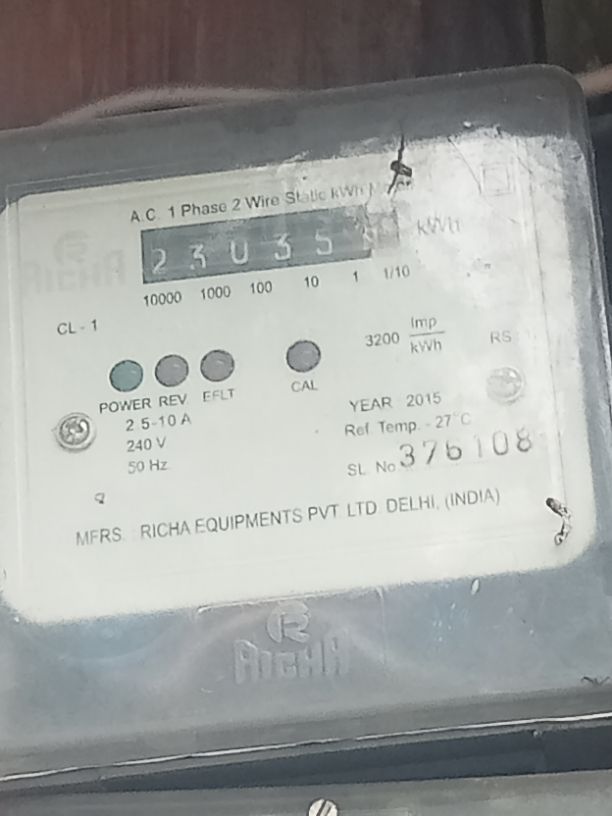 A.C. 1 Phase 2 Wire Static kWh Meter
2 3 0 3 5 kWh
10000 1000 100 10 1 1/10
CL - 1
3200 Imp/kWh
RS
POWER REV EFLT CAL
2.5-10 A
240 V
50 Hz
YEAR 2015
Ref. Temp. - 27°C
SL. No 376108
MFRS. : RICHA EQUIPMENTS PVT. LTD. DELHI, (INDIA)
R
RICHA